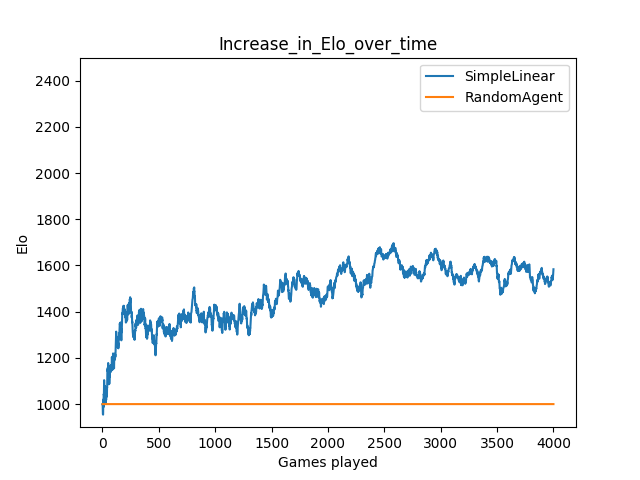 Increase_in_Elo_over_time
SimpleLinear
RandomAgent
Elo
2400
2200
2000
1800
1600
1400
1200
1000
0 500 1000 1500 2000 2500 3000 3500 4000
Games played